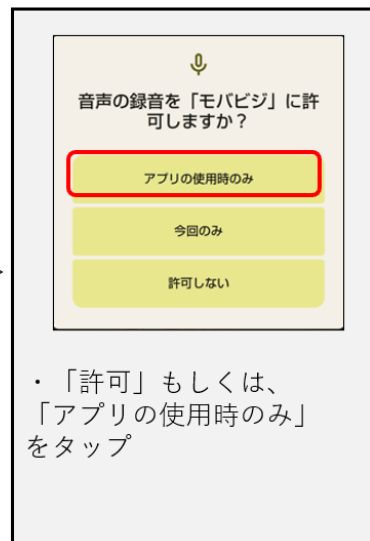 音声の録音を「モバビジ」に許
可しますか？
アプリの使用時のみ
今回のみ
許可しない
・「許可」もしくは、
「アプリの使用時のみ」
をタップ